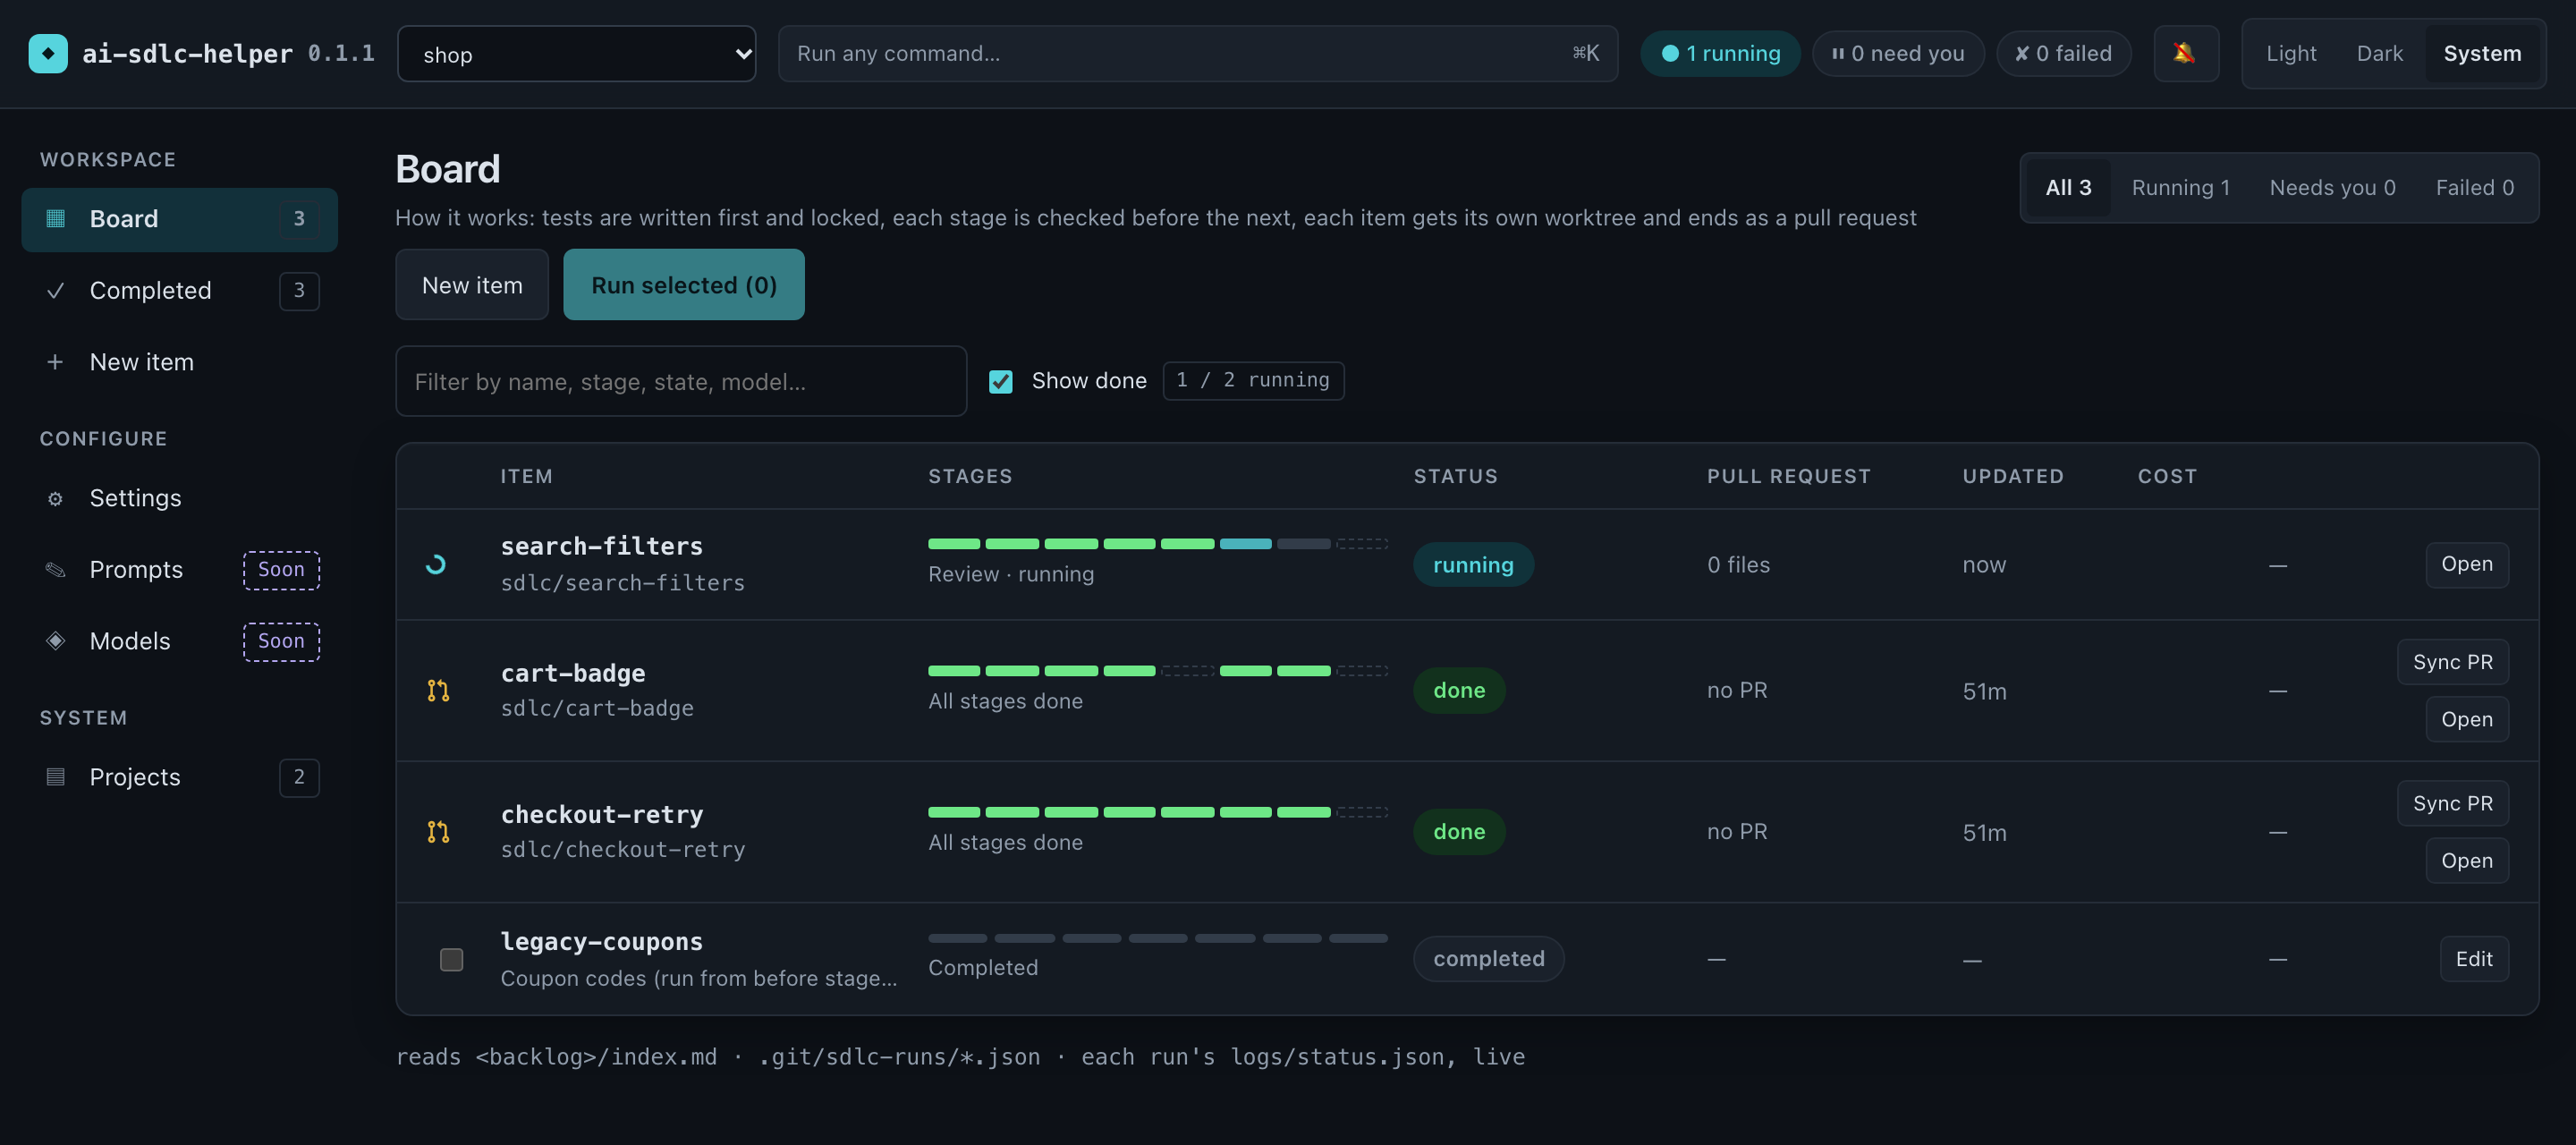 ai-sdlc-helper 0.1.1
shop
Run any command... ⌘K
1 running
0 need you
✘ 0 failed
Light Dark System
WORKSPACE
Board 3
Completed 3
New item
CONFIGURE
Settings
Prompts Soon
Models Soon
SYSTEM
Projects 2
Board
How it works: tests are written first and locked, each stage is checked before the next, each item gets its own worktree and ends as a pull request
All 3 Running 1 Needs you 0 Failed 0
New item
Run selected (0)
Filter by name, stage, state, model...
Show done
1 / 2 running
ITEM STAGES STATUS PULL REQUEST UPDATED COST
search-filters
sdlc/search-filters
Review · running
running
0 files
now
—
Open
cart-badge
sdlc/cart-badge
All stages done
done
no PR
51m
—
Sync PR
Open
checkout-retry
sdlc/checkout-retry
All stages done
done
no PR
51m
—
Sync PR
Open
legacy-coupons
Coupon codes (run from before stage...
Completed
completed
—
—
—
Edit
reads <backlog>/index.md · .git/sdlc-runs/*.json · each run's logs/status.json, live